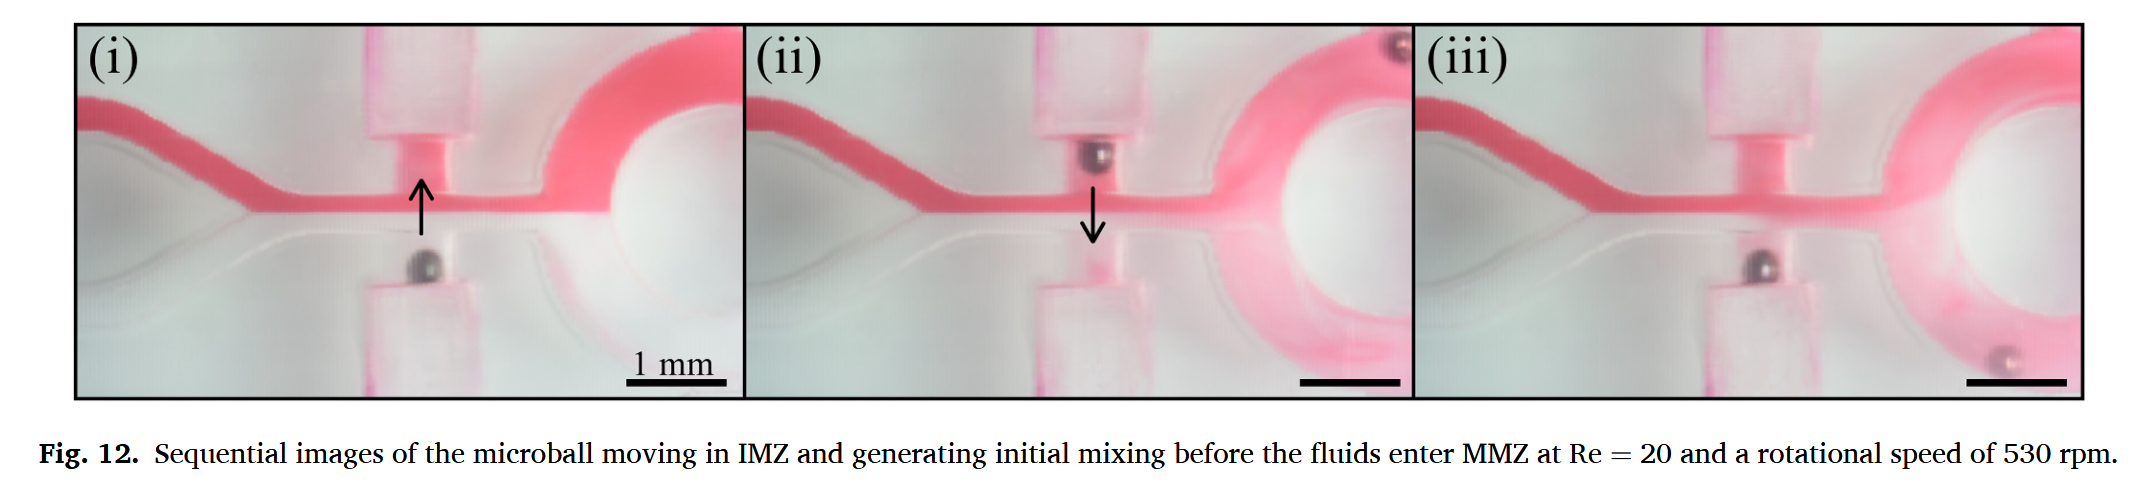 (i)
(ii)
(iii)
1 mm
Fig. 12. Sequential images of the microball moving in IMZ and generating initial mixing before the fluids enter MMZ at Re = 20 and a rotational speed of 530 rpm.